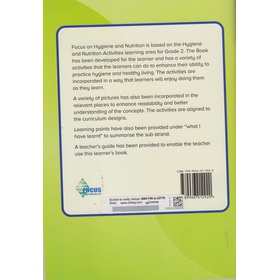 Focus on Hygiene and Nutrition is based on the Hygiene
and Nutrition Activities learning area for Grade 2. The Book
has been developed for the learner and has a variety of
activities that the learners can do to enhance their ability to
practice hygiene and healthy living. The activities are
incorporated in a way that learners will enjoy doing them
as they learn.
A variety of pictures also been incorporated in the
relevant places to enhance readability and better
understanding of the concepts. The activities are aligned to
the curriculum designs.
Learning points have also been provided under "what I
have learnt" to summarise the sub strand.
A teacher's guide has been provided to enable the teacher
use this learner's book.
FOCUS